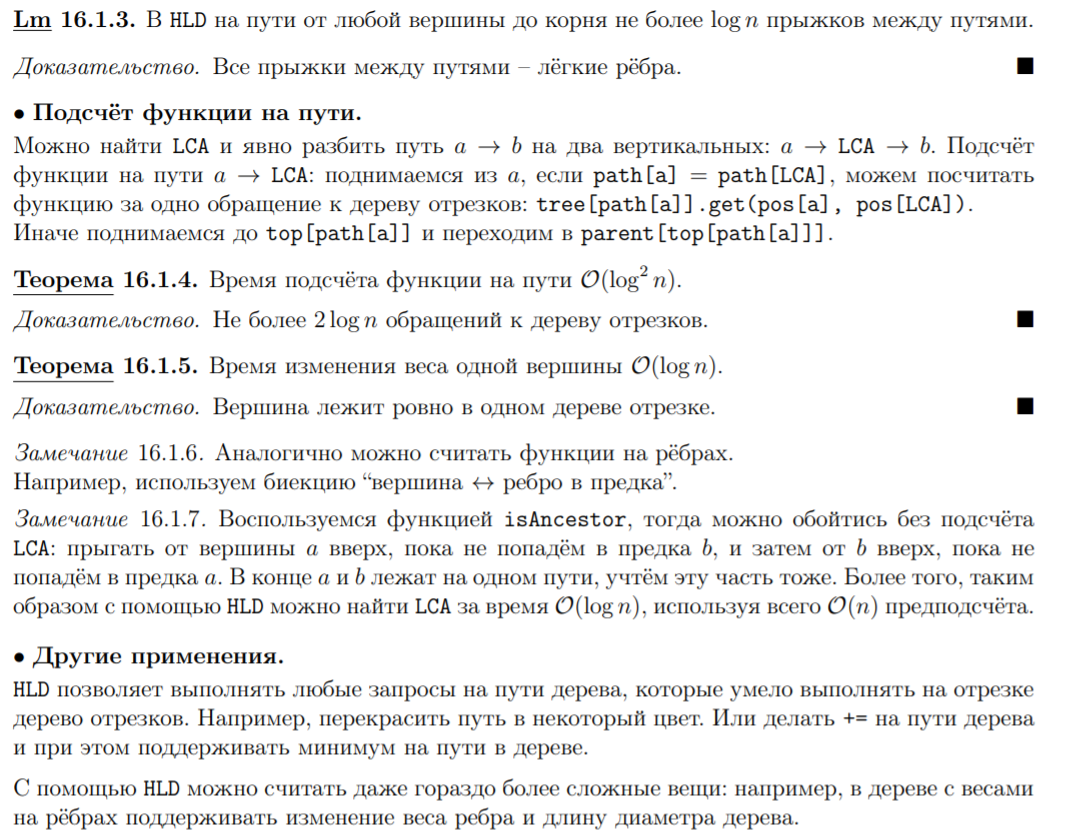 Lm 16.1.3. В HLD на пути от любой вершины до корня не более log n прыжков между путями.
Доказательство. Все прыжки между путями – лёгкие рёбра. ■
• Подсчёт функции на пути.
Можно найти LCA и явно разбить путь a → b на два вертикальных: a → LCA → b. Подсчёт
функции на пути a → LCA: поднимаемся из a, если path[a] = path[LCA], можем посчитать
функцию за одно обращение к дереву отрезков: tree[path[a]].get(pos[a], pos[LCA]).
Иначе поднимаемся до top[path[a]] и переходим в parent[top[path[a]]].
Теорема 16.1.4. Время подсчёта функции на пути O(log² n).
Доказательство. Не более 2 log n обращений к дереву отрезков. ■
Теорема 16.1.5. Время изменения веса одной вершины O(log n).
Доказательство. Вершина лежит ровно в одном дереве отрезке. ■
Замечание 16.1.6. Аналогично можно считать функции на рёбрах.
Например, используем биекцию “вершина ↔ ребро в предка”.
Замечание 16.1.7. Воспользуемся функцией isAncestor, тогда можно обойтись без подсчёта
LCA: прыгать от вершины a вверх, пока не попадём в предка b, и затем от b вверх, пока не
попадём в предка a. В конце a и b лежат на одном пути, учтём эту часть тоже. Более того, таким
образом с помощью HLD можно найти LCA за время O(log n), используя всего O(n) предподсчёта.
• Другие применения.
HLD позволяет выполнять любые запросы на пути дерева, которые умело выполнять на отрезке
дерево отрезков. Например, перекрасить путь в некоторый цвет. Или делать += на пути дерева
и при этом поддерживать минимум на пути в дереве.
С помощью HLD можно считать даже гораздо более сложные вещи: например, в дереве с весами
на рёбрах поддерживать изменение веса ребра и длину диаметра дерева.